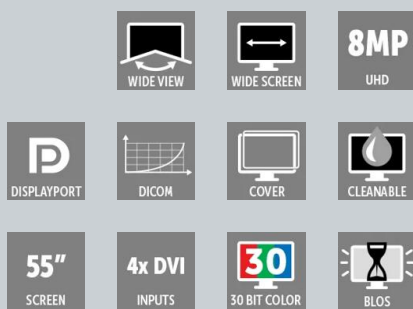 WIDE VIEW
WIDE SCREEN
8MP
UHD
DISPLAYPORT
DICOM
COVER
CLEANABLE
55"
SCREEN
4x DVI
INPUTS
30
30 BIT COLOR
BLOS